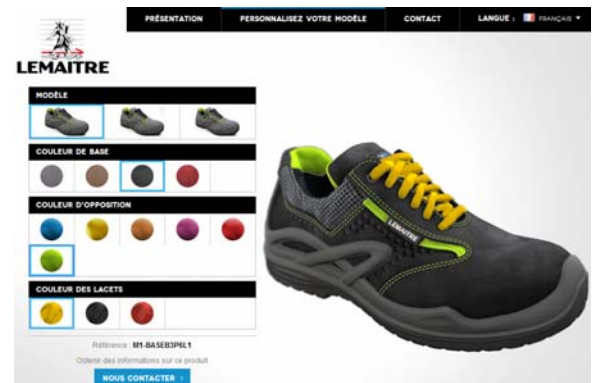 PRÉSENTATION PERSONNALISEZ VOTRE MODÈLE CONTACT LANGUE : FRANÇAIS
LEMAITRE
MODÈLE
COULEUR DE BASE
COULEUR D'OPPOSITION
COULEUR DES LACETS
Référence : M1-BASEB3P6L1
Obtenir des informations sur ce produit
NOUS CONTACTER
LEMAITRE